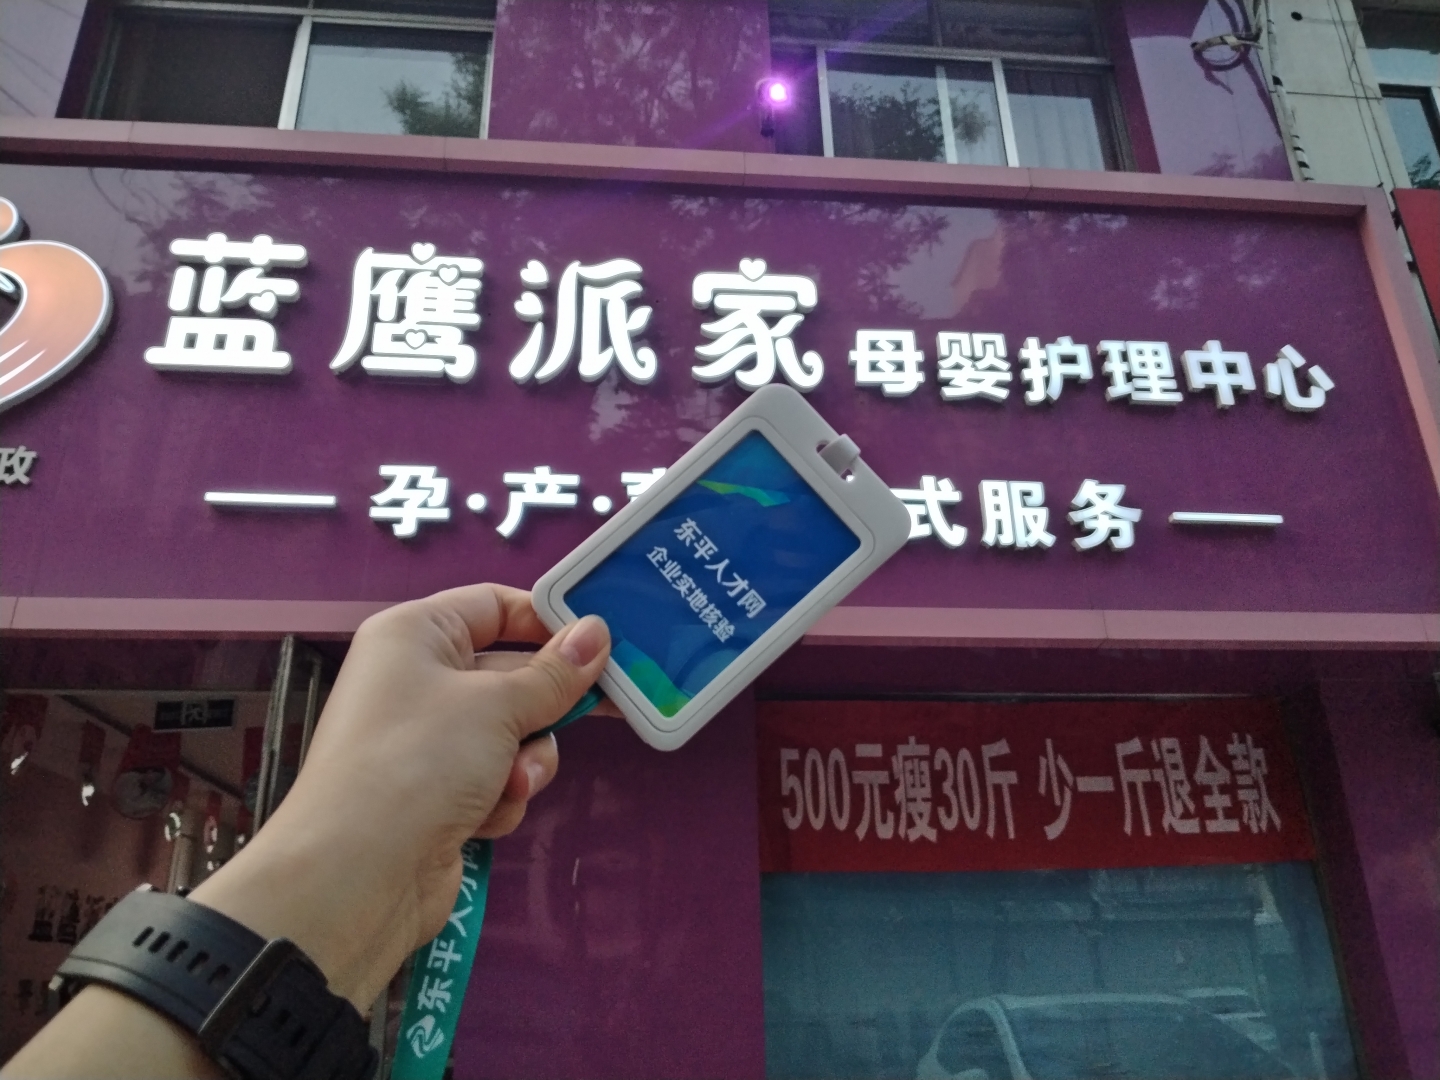 蓝鹰派家 母婴护理中心
政
孕·产·育 式服务
东平人才网
企业实地核验
500元瘦30斤 少一斤退全款
东平人才网